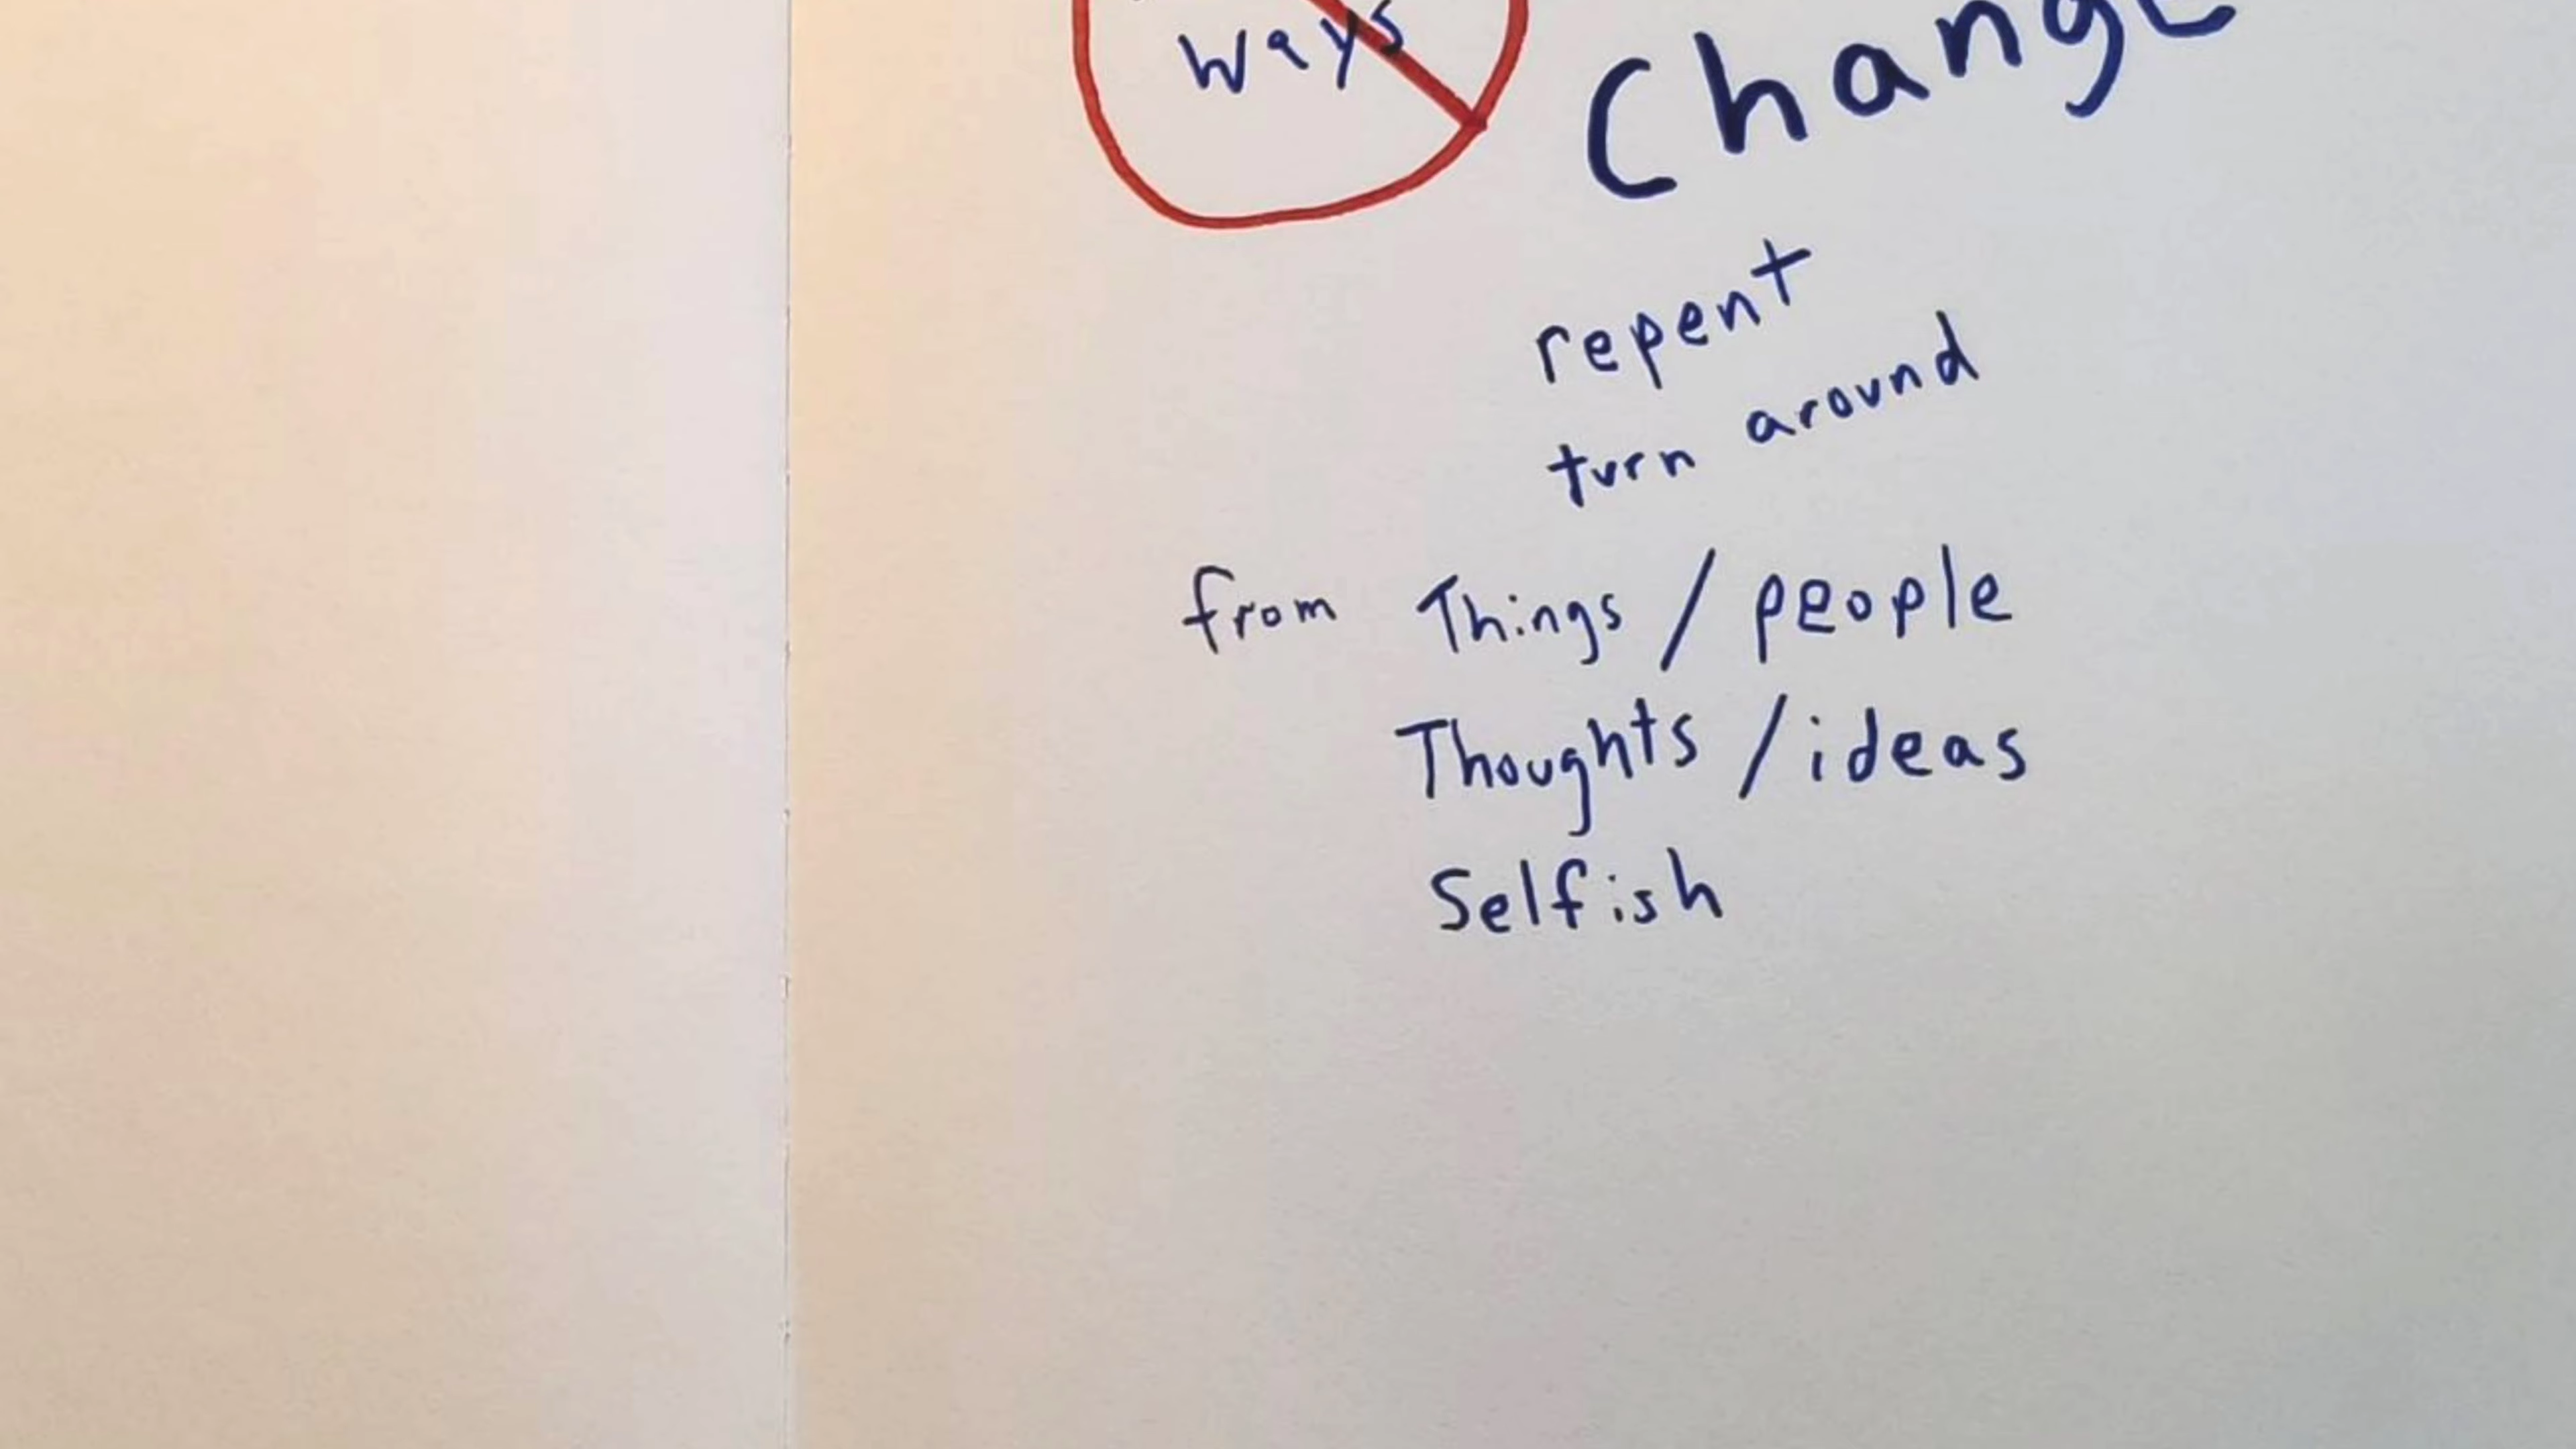 ways
Change
repent
turn around
from Things / people
Thoughts / ideas
Selfish